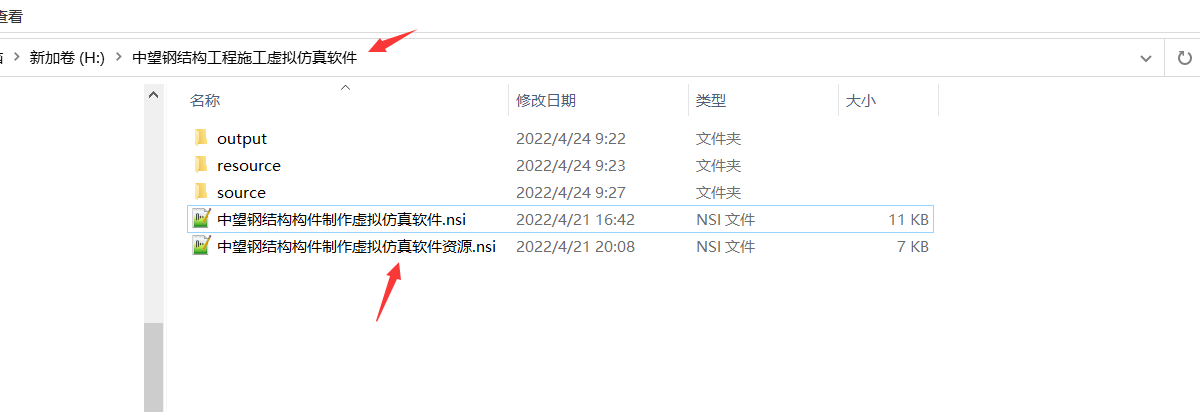 查看
新加卷 (H:) > 中望钢结构工程施工虚拟仿真软件
名称 修改日期 类型 大小
output 2022/4/24 9:22 文件夹
resource 2022/4/24 9:23 文件夹
source 2022/4/24 9:27 文件夹
中望钢结构构件制作虚拟仿真软件.nsi 2022/4/21 16:42 NSI 文件 11 KB
中望钢结构构件制作虚拟仿真软件资源.nsi 2022/4/21 20:08 NSI 文件 7 KB